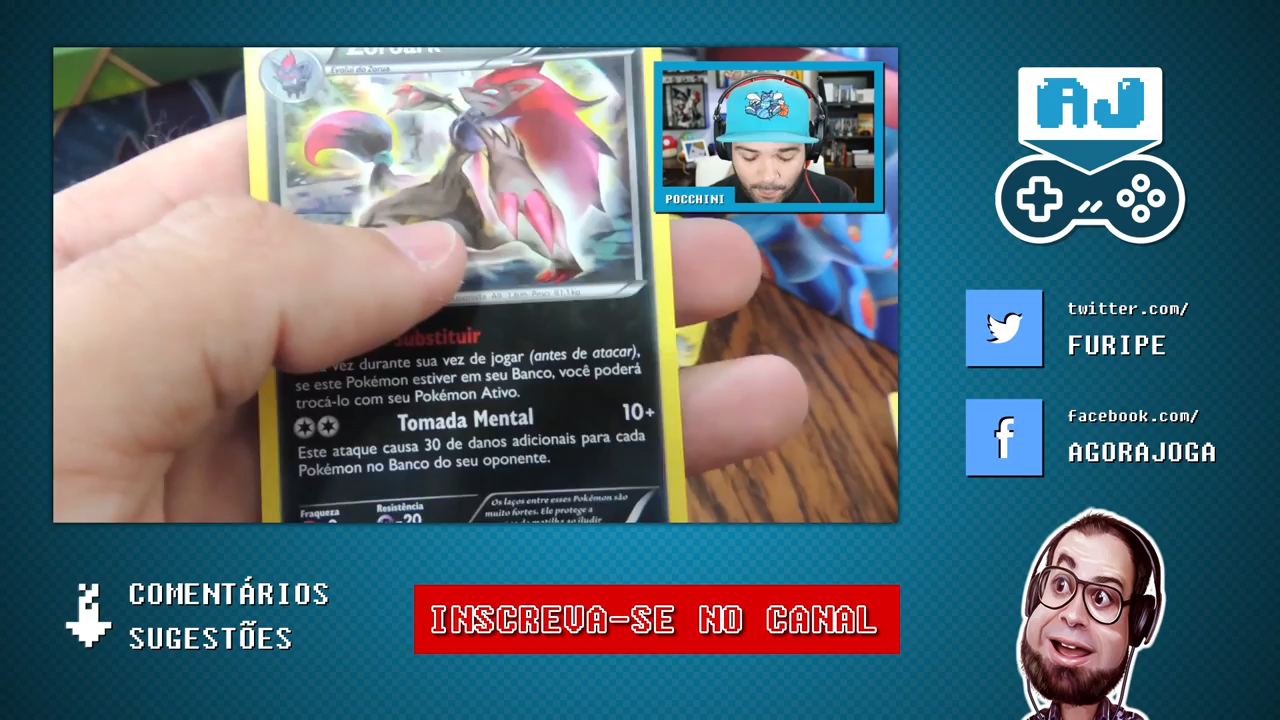 Zoroark
Evolui do Zorua
POCCHINI
Substituir
vez durante sua vez de jogar (antes de atacar),
se este Pokémon estiver em seu Banco, você poderá
trocá-lo com seu Pokémon Ativo.
Tomada Mental 10+
Este ataque causa 30 de danos adicionais para cada
Pokémon no Banco do seu oponente.
Fraqueza Resistência
-20
Os laços entre esses Pokémon são
muito fortes. Ele protege a
AJ
twitter.com/
FURIPE
facebook.com/
AGORAJOGA
COMENTÁRIOS
SUGESTÕES
INSCREVA-SE NO CANAL